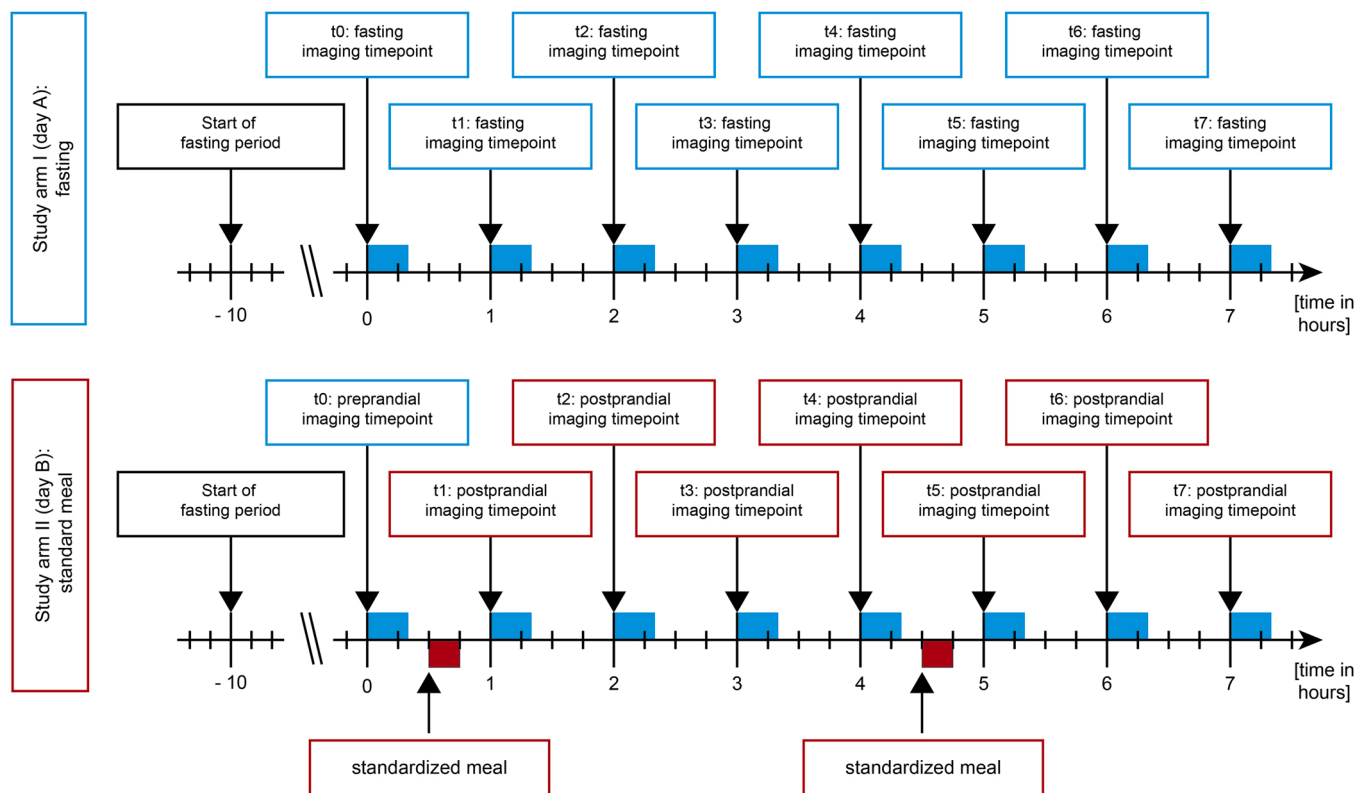 Study arm I (day A):
fasting
t0: fasting
imaging timepoint
t2: fasting
imaging timepoint
t4: fasting
imaging timepoint
t6: fasting
imaging timepoint
Start of
fasting period
t1: fasting
imaging timepoint
t3: fasting
imaging timepoint
t5: fasting
imaging timepoint
t7: fasting
imaging timepoint
- 10
0
1
2
3
4
5
6
7
[time in
hours]
Study arm II (day B):
standard meal
t0: preprandial
imaging timepoint
t2: postprandial
imaging timepoint
t4: postprandial
imaging timepoint
t6: postprandial
imaging timepoint
Start of
fasting period
t1: postprandial
imaging timepoint
t3: postprandial
imaging timepoint
t5: postprandial
imaging timepoint
t7: postprandial
imaging timepoint
- 10
0
1
2
3
4
5
6
7
[time in
hours]
standardized meal
standardized meal